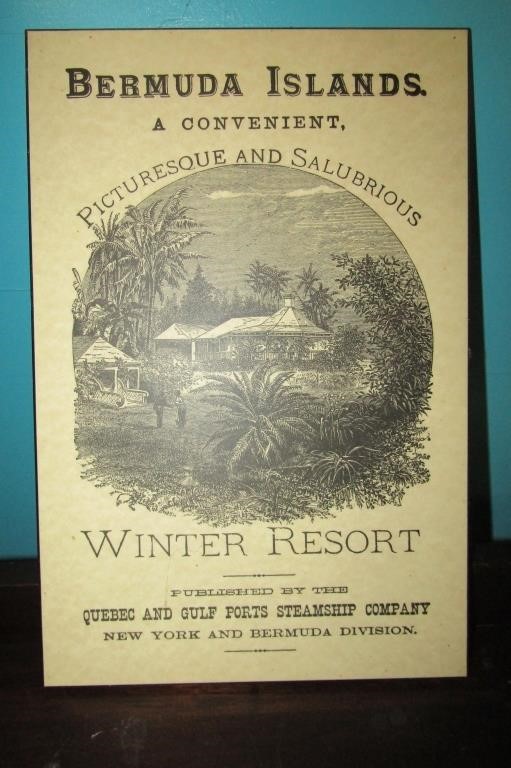 BERMUDA ISLANDS.
A CONVENIENT,
PICTURESQUE AND SALUBRIOUS
WINTER RESORT
PUBLISHED BY THE
QUEBEC AND GULF PORTS STEAMSHIP COMPANY
NEW YORK AND BERMUDA DIVISION.